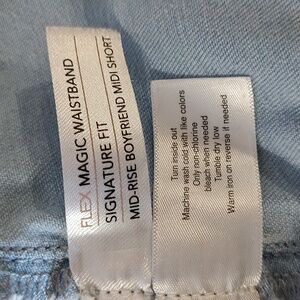 FLEX MAGIC WAISTBAND
SIGNATURE FIT
MID-RISE BOYFRIEND MIDI SHORT
Turn inside out
Machine wash cold with like colors
Only non-chlorine
bleach when needed
Tumble dry low
Warm iron on reverse if needed